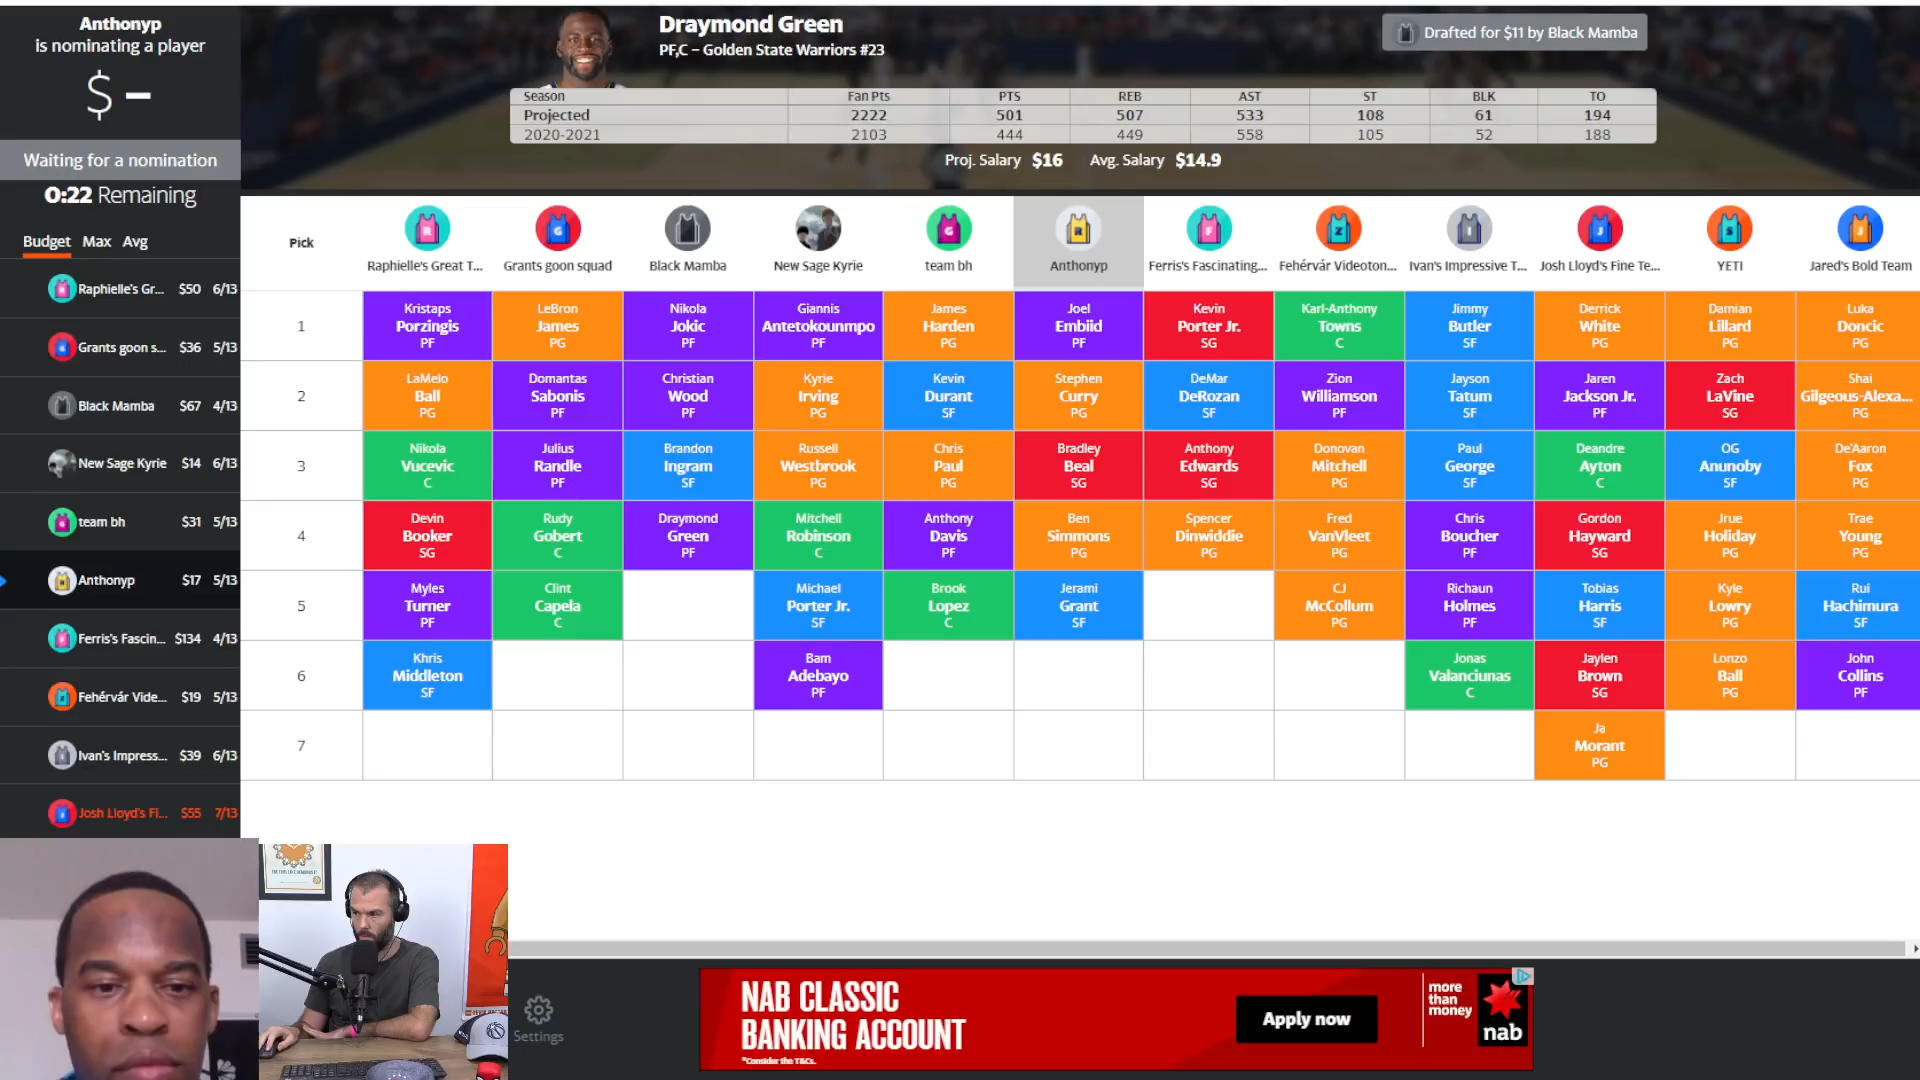 Anthonyp
is nominating a player
$ –
Waiting for a nomination
0:22 Remaining
Budget Max Avg
Raphielle's Gr... $50 6/13
Grants goon s... $36 5/13
Black Mamba $67 4/13
New Sage Kyrie $14 6/13
team bh $31 5/13
Anthonyp $17 5/13
Ferris's Fascin... $134 4/13
Fehérvár Vide... $19 5/13
Ivan's Impress... $39 6/13
Josh Lloyd's Fi... $55 7/13
Draymond Green
PF,C – Golden State Warriors #23
Drafted for $11 by Black Mamba
Season Fan Pts PTS REB AST ST BLK TO
Projected 2222 501 507 533 108 61 194
2020-2021 2103 444 449 558 105 52 188
Proj. Salary $16 Avg. Salary $14.9
R G G R F Z I J S J
Pick Raphielle's Great T... Grants goon squad Black Mamba New Sage Kyrie team bh Anthonyp Ferris's Fascinating... Fehérvár Videoton... Ivan's Impressive T... Josh Lloyd's Fine Te... YETI Jared's Bold Team
Kristaps LeBron Nikola Giannis James Joel Kevin Karl-Anthony Jimmy Derrick Damian Luka
1 Porzingis James Jokic Antetokounmpo Harden Embiid Porter Jr. Towns Butler White Lillard Doncic
PF PG PF PF PG PF SG C SF PG PG PG
LaMelo Domantas Christian Kyrie Kevin Stephen DeMar Zion Jayson Jaren Zach Shai
2 Ball Sabonis Wood Irving Durant Curry DeRozan Williamson Tatum Jackson Jr. LaVine Gilgeous-Alexa...
PG PF PF PG SF PG SF PF SF PF SG PG
Nikola Julius Brandon Russell Chris Bradley Anthony Donovan Paul Deandre OG De'Aaron
3 Vucevic Randle Ingram Westbrook Paul Beal Edwards Mitchell George Ayton Anunoby Fox
C PF SF PG PG SG SG PG SF C SF PG
Devin Rudy Draymond Mitchell Anthony Ben Spencer Fred Chris Gordon Jrue Trae
4 Booker Gobert Green Robinson Davis Simmons Dinwiddie VanVleet Boucher Hayward Holiday Young
SG C PF C PF PG PG PG PF SG PG PG
Myles Clint Michael Brook Jerami CJ Richaun Tobias Kyle Rui
5 Turner Capela Porter Jr. Lopez Grant McCollum Holmes Harris Lowry Hachimura
PF C SF C SF PG PF SF PG SF
Khris Bam Jonas Jaylen Lonzo John
6 Middleton Adebayo Valanciunas Brown Ball Collins
SF PF C SG PG PF
Ja
7 Morant
PG
Settings
NAB CLASSIC
BANKING ACCOUNT
*Consider the T&Cs.
Apply now
more
than
money
nab